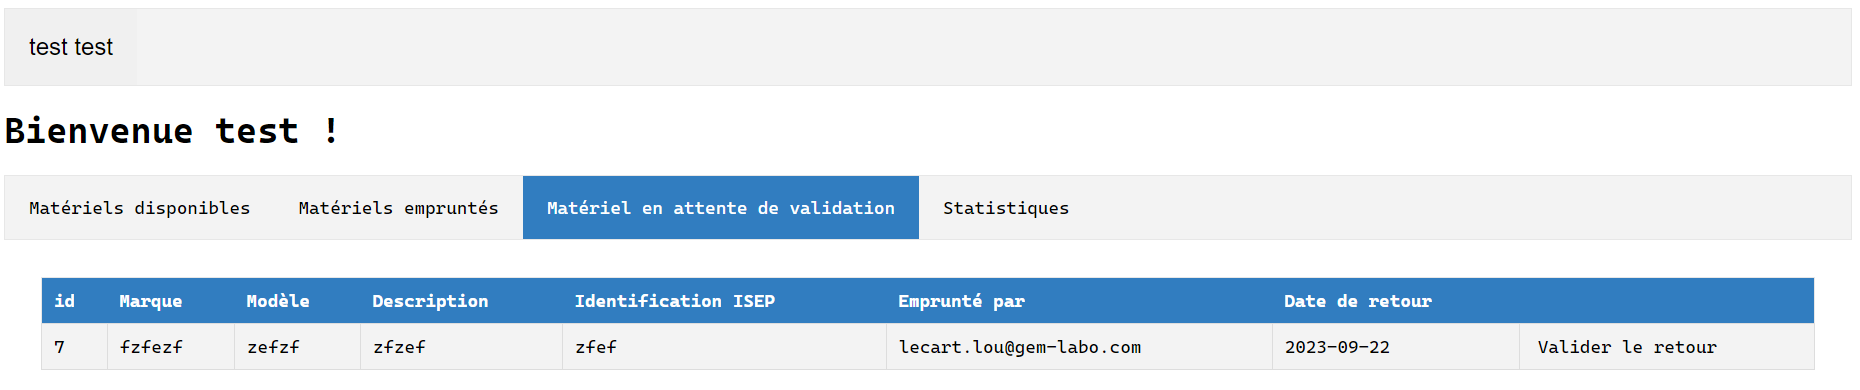 test test
Bienvenue test !
Matériels disponibles Matériels empruntés Matériel en attente de validation Statistiques
id Marque Modèle Description Identification ISEP Emprunté par Date de retour
7 fzfezf zefzf zfzef zfef lecart.lou@gem-labo.com 2023-09-22 Valider le retour